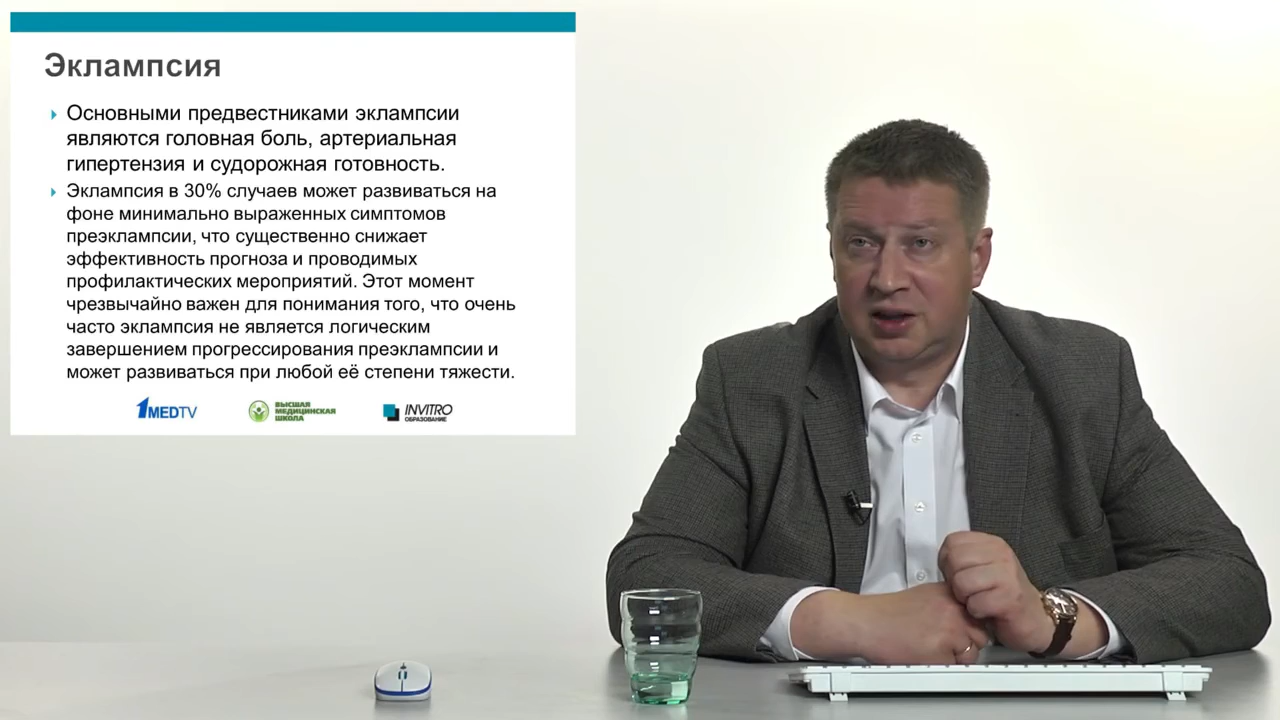 Эклампсия
Основными предвестниками эклампсии
являются головная боль, артериальная
гипертензия и судорожная готовность.
Эклампсия в 30% случаев может развиваться на
фоне минимально выраженных симптомов
преэклампсии, что существенно снижает
эффективность прогноза и проводимых
профилактических мероприятий. Этот момент
чрезвычайно важен для понимания того, что очень
часто эклампсия не является логическим
завершением прогрессирования преэклампсии и
может развиваться при любой её степени тяжести.
1MEDTV
ВЫСШАЯ
МЕДИЦИНСКАЯ
ШКОЛА
INVITRO
ОБРАЗОВАНИЕ